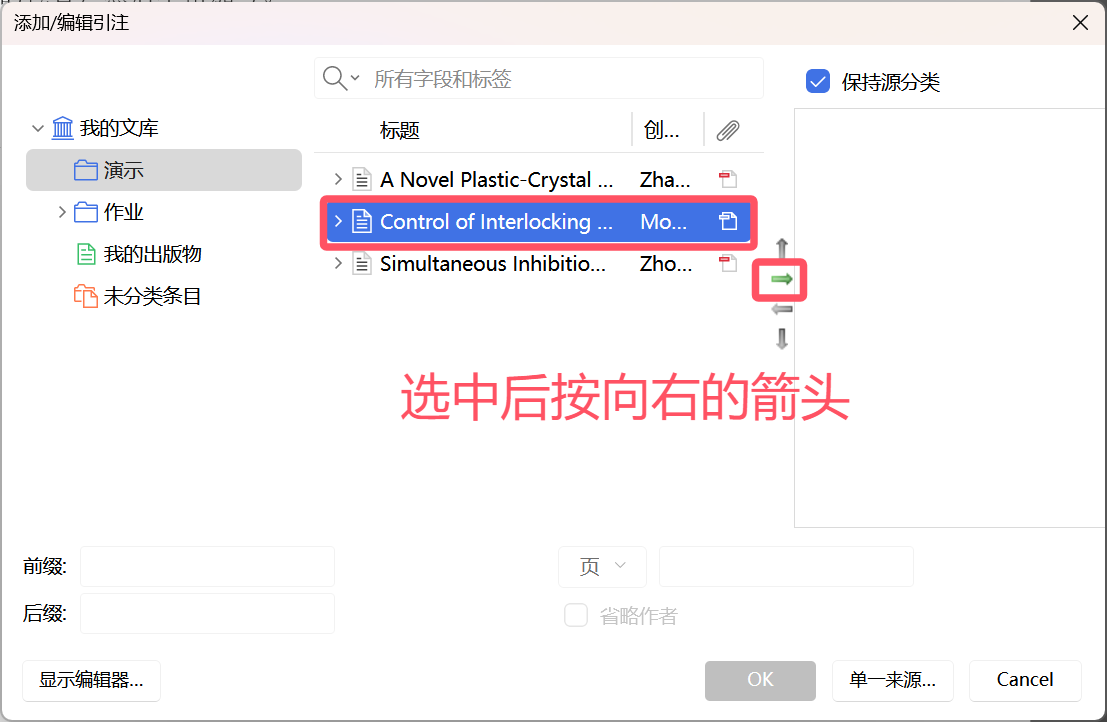 添加/编辑引注
所有字段和标签
保持源分类
我的文库
演示
作业
我的出版物
未分类条目
标题 创...
A Novel Plastic-Crystal ... Zha...
Control of Interlocking ... Mo...
Simultaneous Inhibitio... Zho...
选中后按向右的箭头
前缀:
页
后缀:
省略作者
显示编辑器...
OK
单一来源...
Cancel